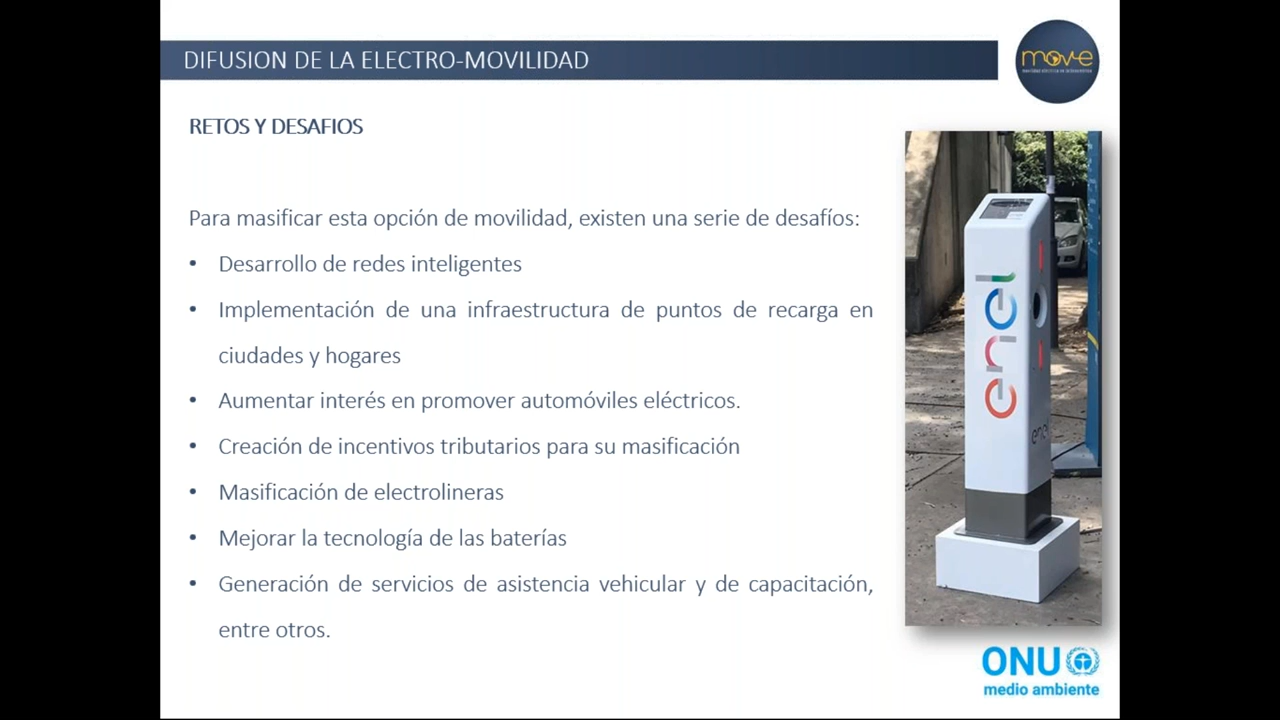 DIFUSION DE LA ELECTRO-MOVILIDAD
move
RETOS Y DESAFIOS
Para masificar esta opción de movilidad, existen una serie de desafíos:
• Desarrollo de redes inteligentes
• Implementación de una infraestructura de puntos de recarga en
ciudades y hogares
• Aumentar interés en promover automóviles eléctricos.
• Creación de incentivos tributarios para su masificación
• Masificación de electrolineras
• Mejorar la tecnología de las baterías
• Generación de servicios de asistencia vehicular y de capacitación,
entre otros.
enel
enel
ONU
medio ambiente